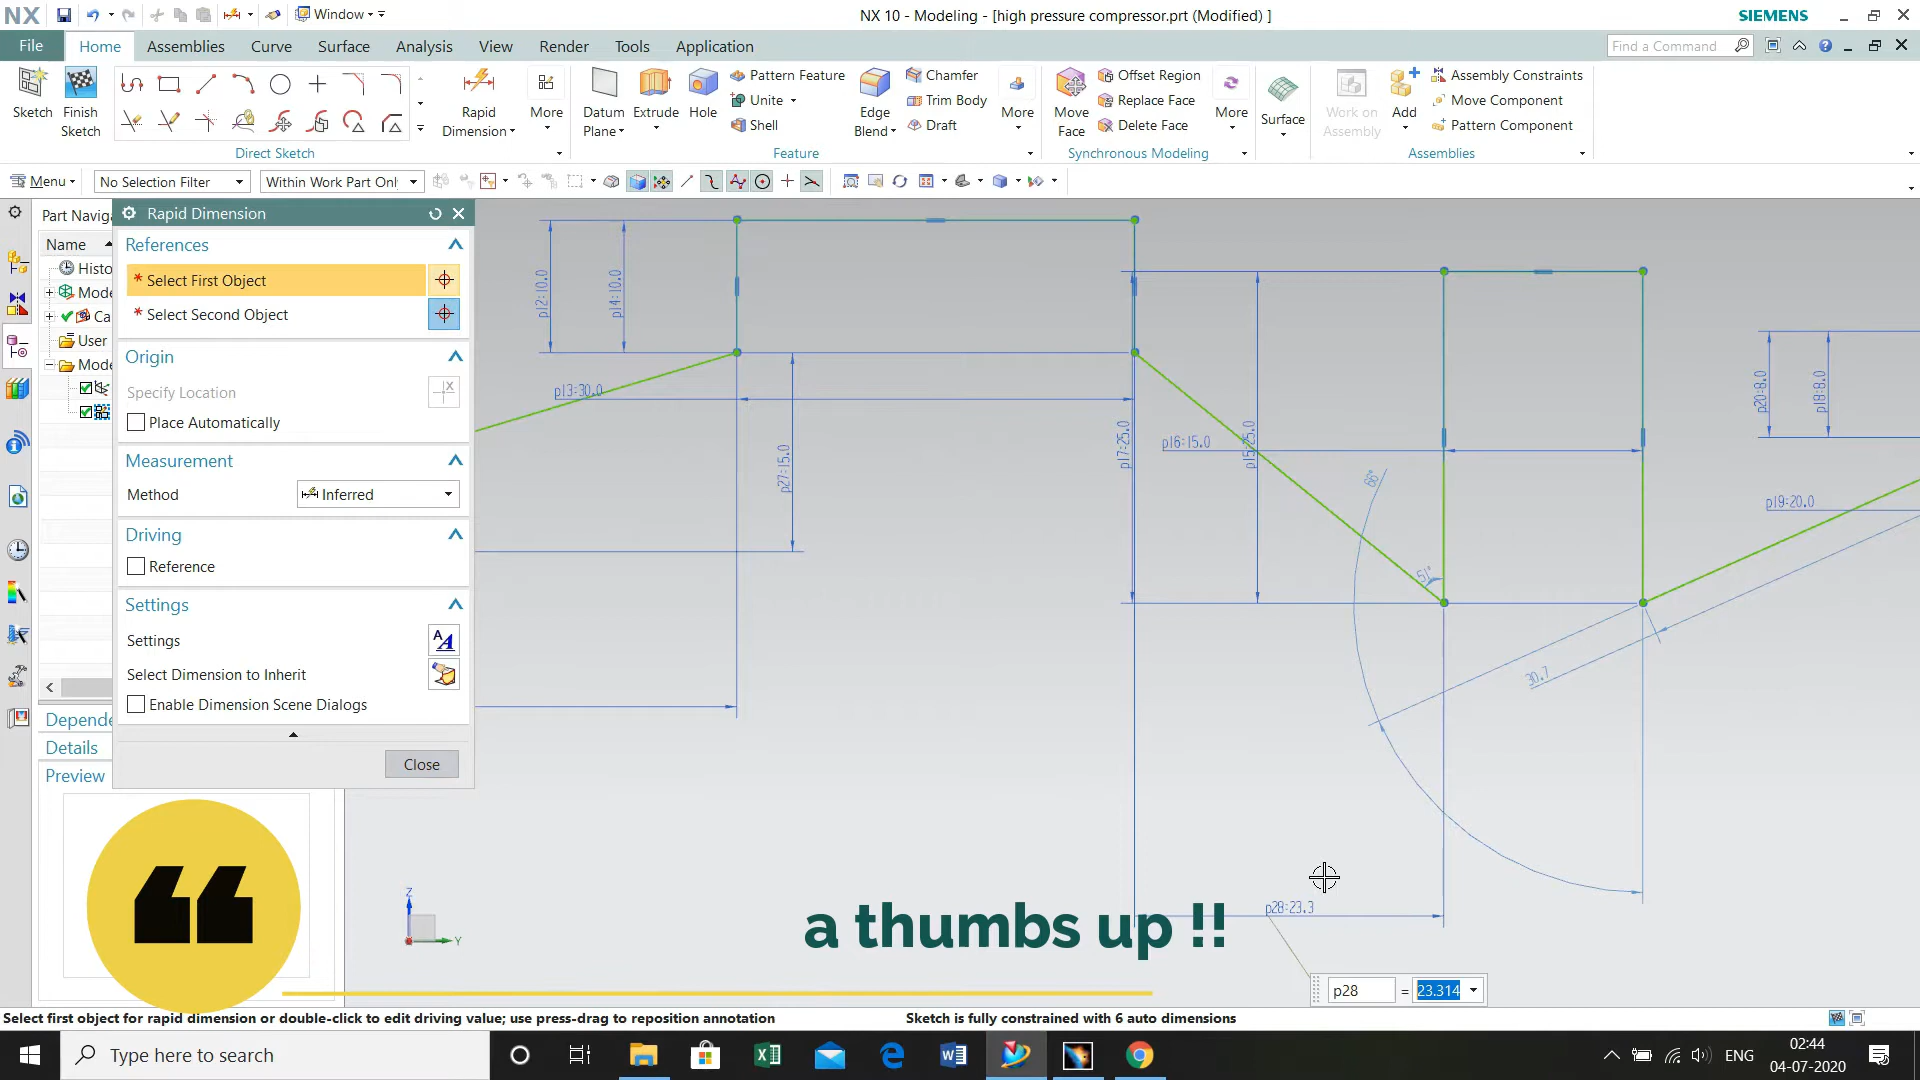 NX
Window
NX 10 - Modeling - [high pressure compressor.prt (Modified) ]
SIEMENS
File
Home
Assemblies
Curve
Surface
Analysis
View
Render
Tools
Application
Find a Command
Sketch
Finish Sketch
Rapid Dimension
More
Datum Plane
Extrude
Hole
Pattern Feature
Unite
Shell
Edge Blend
Chamfer
Trim Body
Draft
More
Move Face
Offset Region
Replace Face
Delete Face
More
Surface
Work on Assembly
Add
Assembly Constraints
Move Component
Pattern Component
Direct Sketch
Feature
Synchronous Modeling
Assemblies
Menu
No Selection Filter
Within Work Part Onl
Part Naviga
Name
Histo
Mode
Ca
User
Mode
Depende
Details
Preview
Rapid Dimension
References
* Select First Object
* Select Second Object
Origin
Specify Location
Place Automatically
Measurement
Method
Inferred
Driving
Reference
Settings
Settings
Select Dimension to Inherit
Enable Dimension Scene Dialogs
Close
p12:10.0
p14:10.0
p13:30.0
p27:15.0
p17:25.0
p16:15.0
p15:25.0
66°
51°
p20:8.0
p18:8.0
p19:20.0
30.7
p28:23.3
Z
Y
a thumbs up !!
p28 = 23.314
Select first object for rapid dimension or double-click to edit driving value; use press-drag to reposition annotation
Sketch is fully constrained with 6 auto dimensions
Type here to search
ENG
02:44
04-07-2020